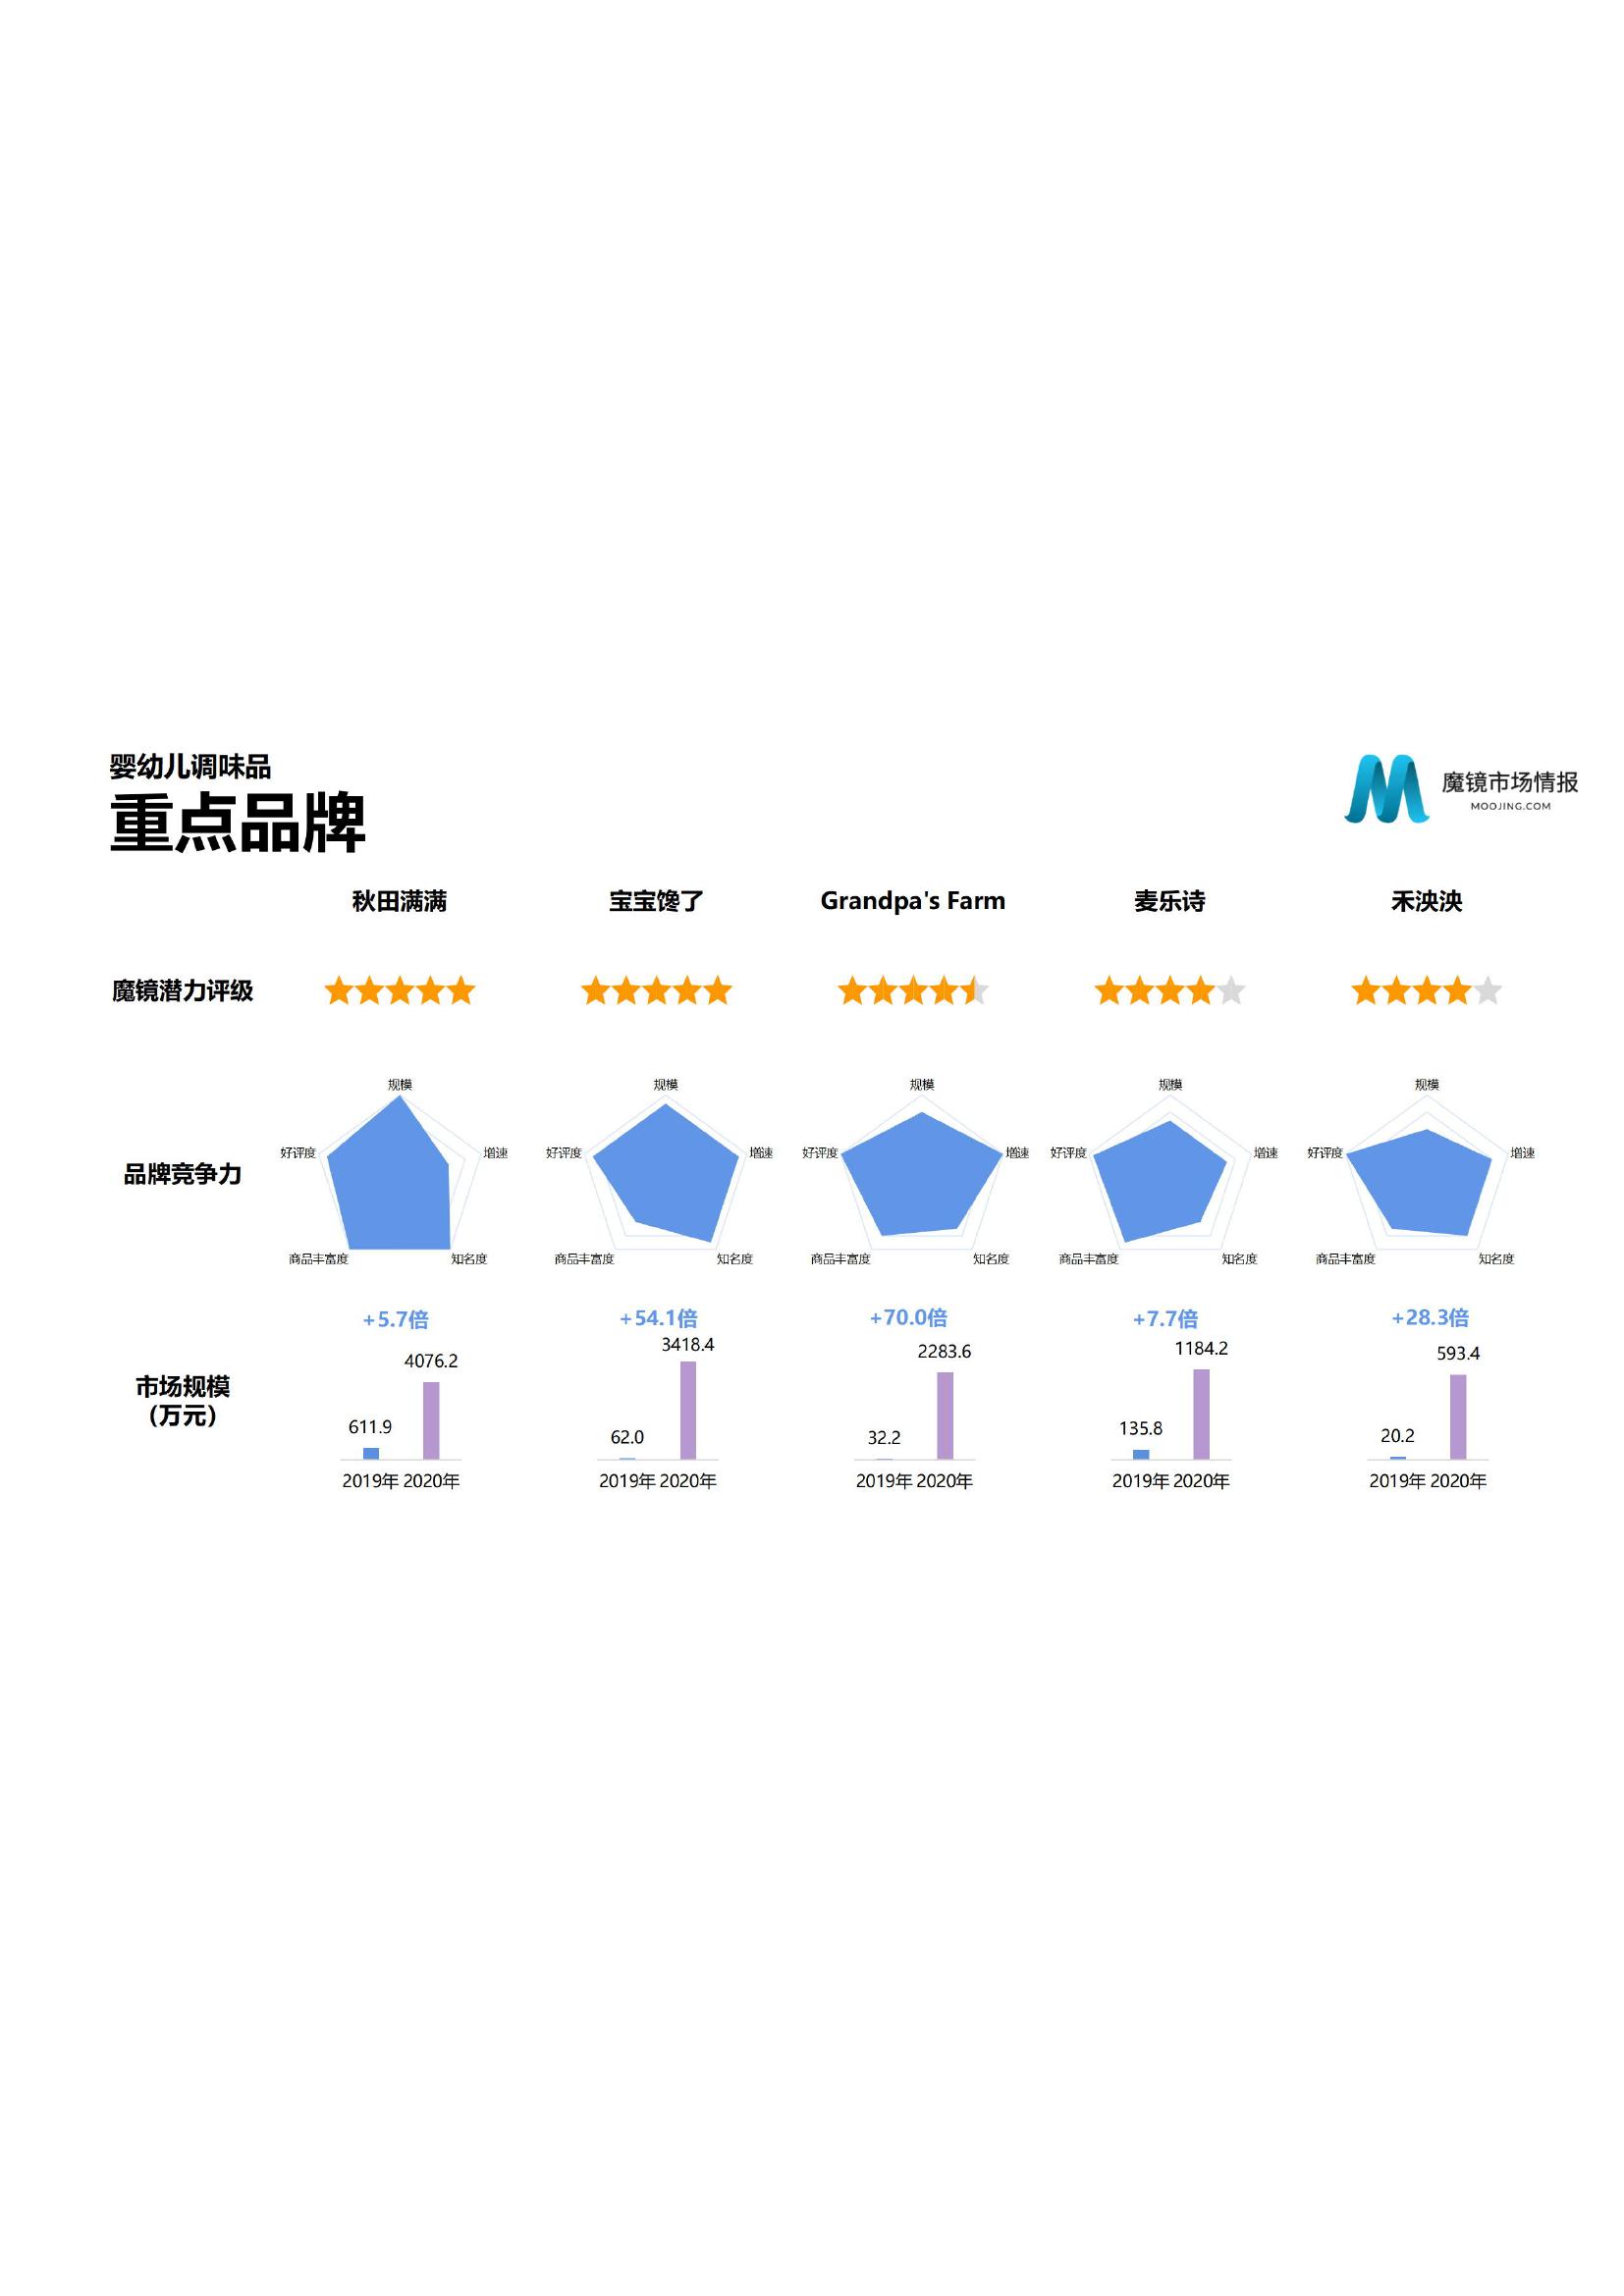 婴幼儿调味品
重点品牌
魔镜市场情报
MOOJING.COM
秋田满满 宝宝馋了 Grandpa's Farm 麦乐诗 禾泱泱
魔镜潜力评级
品牌竞争力
规模 规模 规模 规模 规模
好评度 增速 好评度 增速 好评度 增速 好评度 增速 好评度 增速
商品丰富度 知名度 商品丰富度 知名度 商品丰富度 知名度 商品丰富度 知名度 商品丰富度 知名度
市场规模
（万元）
+5.7倍 +54.1倍 +70.0倍 +7.7倍 +28.3倍
611.9 4076.2 62.0 3418.4 32.2 2283.6 135.8 1184.2 20.2 593.4
2019年 2020年 2019年 2020年 2019年 2020年 2019年 2020年 2019年 2020年